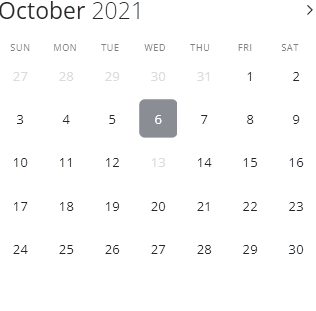 October 2021
SUN MON TUE WED THU FRI SAT
27 28 29 30 31 1 2
3 4 5 6 7 8 9
10 11 12 13 14 15 16
17 18 19 20 21 22 23
24 25 26 27 28 29 30